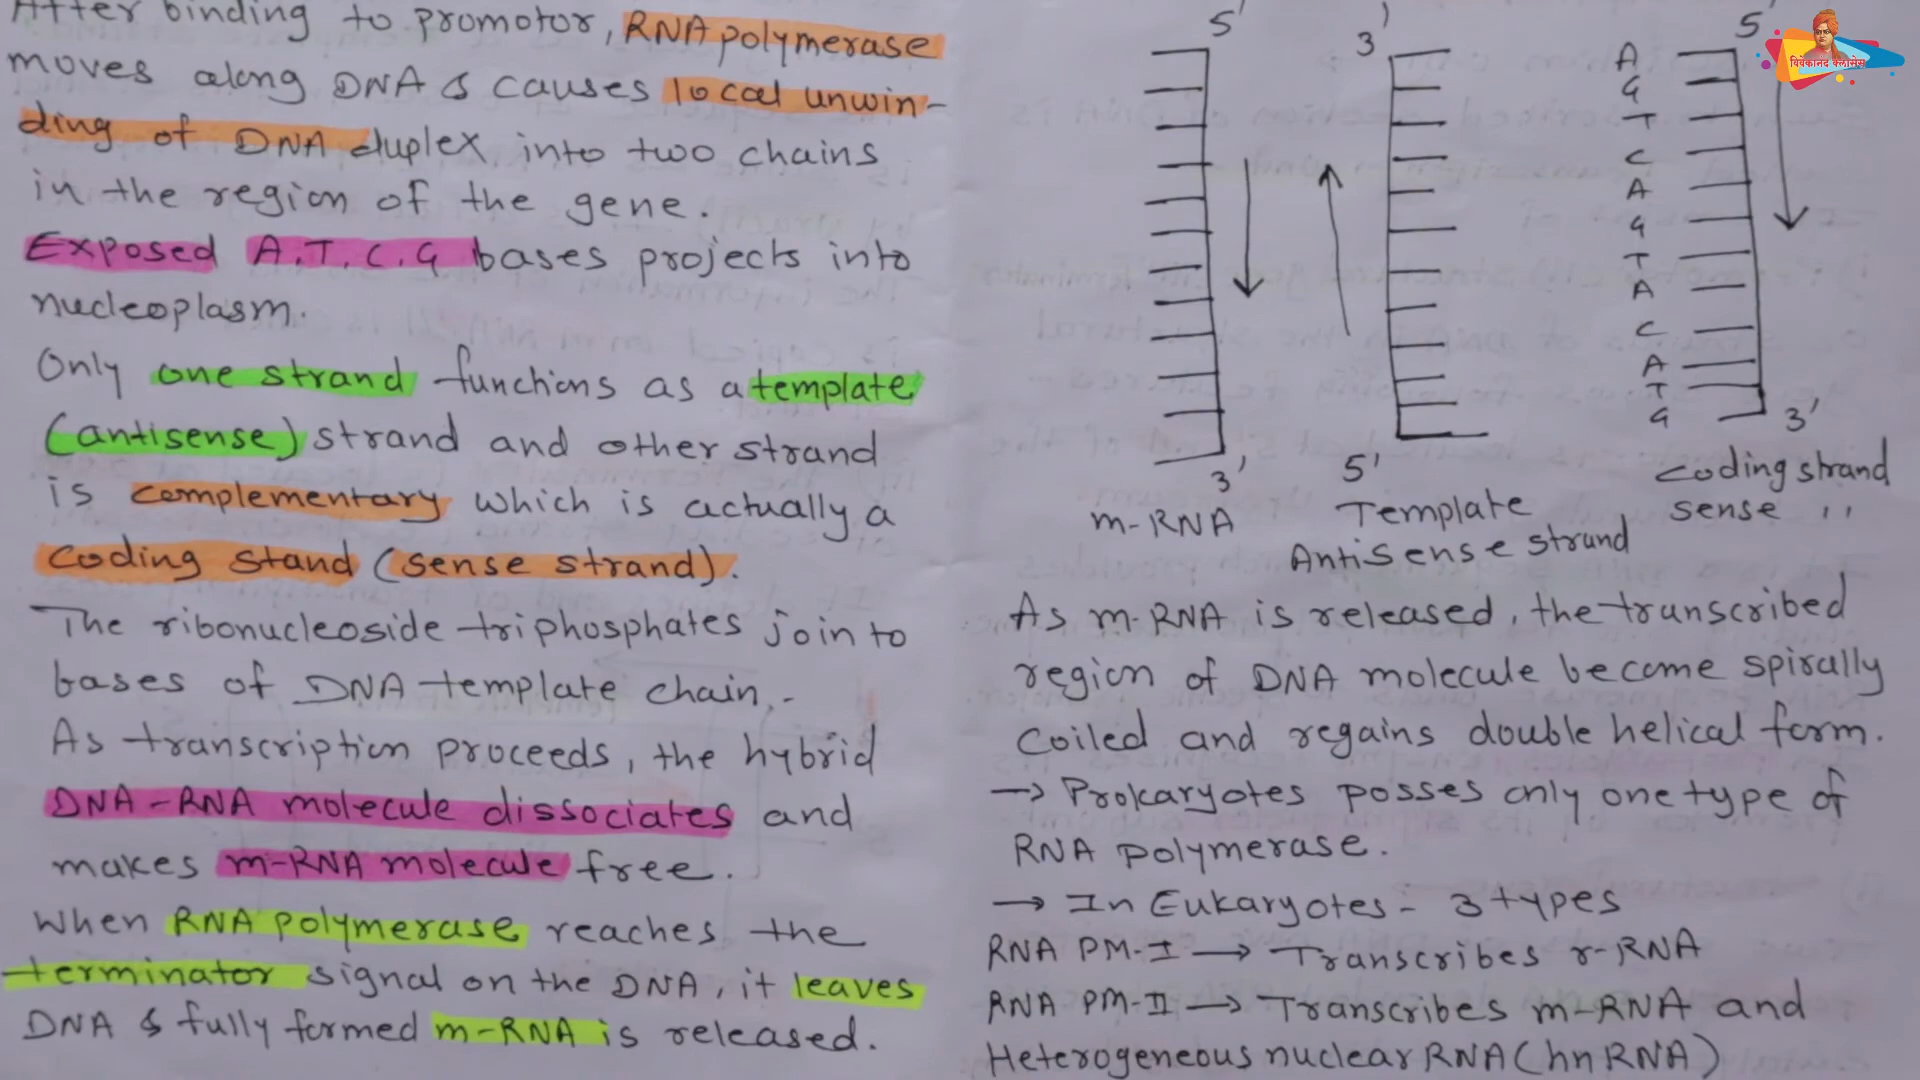 After binding to promotor, RNA polymerase
moves along DNA & causes local unwin-
ding of DNA duplex into two chains
in the region of the gene.
Exposed A.T.C.G bases projects into
nucleoplasm.
Only one strand functions as a template
(antisense) strand and other strand
is complementary which is actually a
coding stand (sense strand).
The ribonucleoside triphosphates join to
bases of DNA template chain.-
As transcription proceeds, the hybrid
DNA-RNA molecule dissociates and
makes m-RNA molecule free.
When RNA polymerase reaches the
terminator signal on the DNA, it leaves
DNA & fully formed m-RNA is released.
5'
3'
5'
A
G
T
C
A
G
T
A
C
A
T
G
3'
3'
5'
m-RNA
Template
Antisense strand
coding strand
sense ''
विवेकानंद क्लासेस
As m-RNA is released, the transcribed
region of DNA molecule become spirally
coiled and regains double helical form.
→ Prokaryotes posses only one type of
RNA polymerase.
→ In Eukaryotes - 3 types
RNA PM-I → Transcribes r-RNA
RNA PM-II → Transcribes m-RNA and
Heterogeneous nuclear RNA (hnRNA)